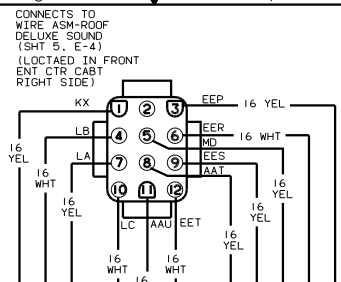 CONNECTS TO
WIRE ASM-ROOF
DELUXE SOUND
(SHT 5, E-4)
(LOCTAED IN FRONT
ENT CTR CABT
RIGHT SIDE)
KX
1
2
3
EEP
16 YEL
LB
4
5
6
EER
16 WHT
MD
16
YEL
LA
7
8
9
EES
AAT
16
WHT
16
YEL
10
11
12
16
YEL
16
YEL
16
YEL
LC
AAU
EET
16
WHT
16
16
WHT